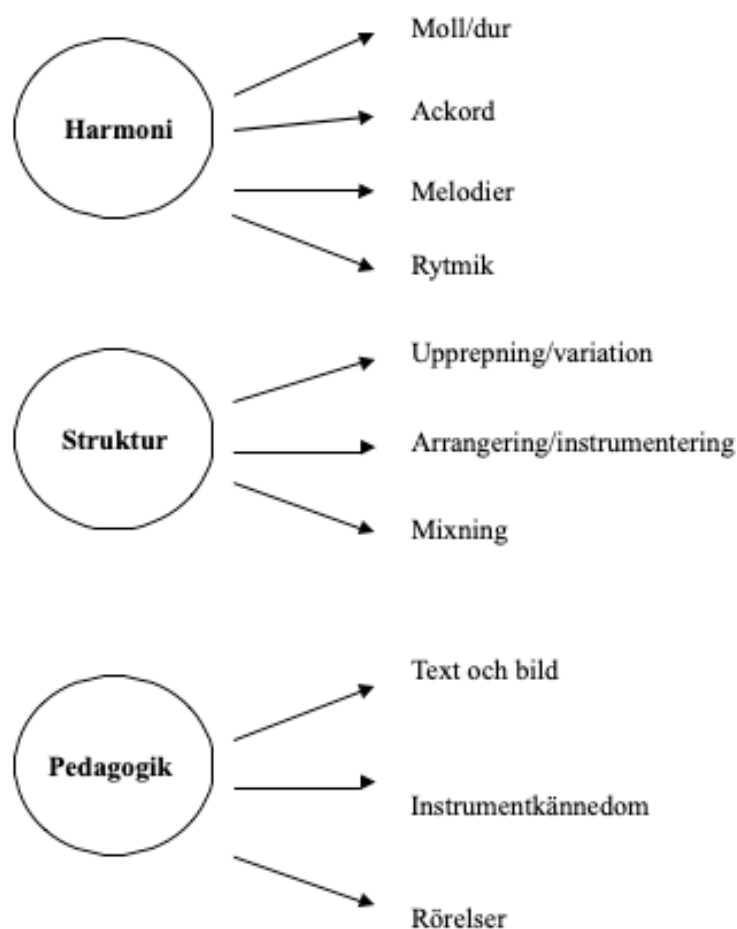 Harmoni
Moll/dur
Ackord
Melodier
Rytmik
Struktur
Upprepning/variation
Arrangering/instrumentering
Mixning
Pedagogik
Text och bild
Instrumentkännedom
Rörelser